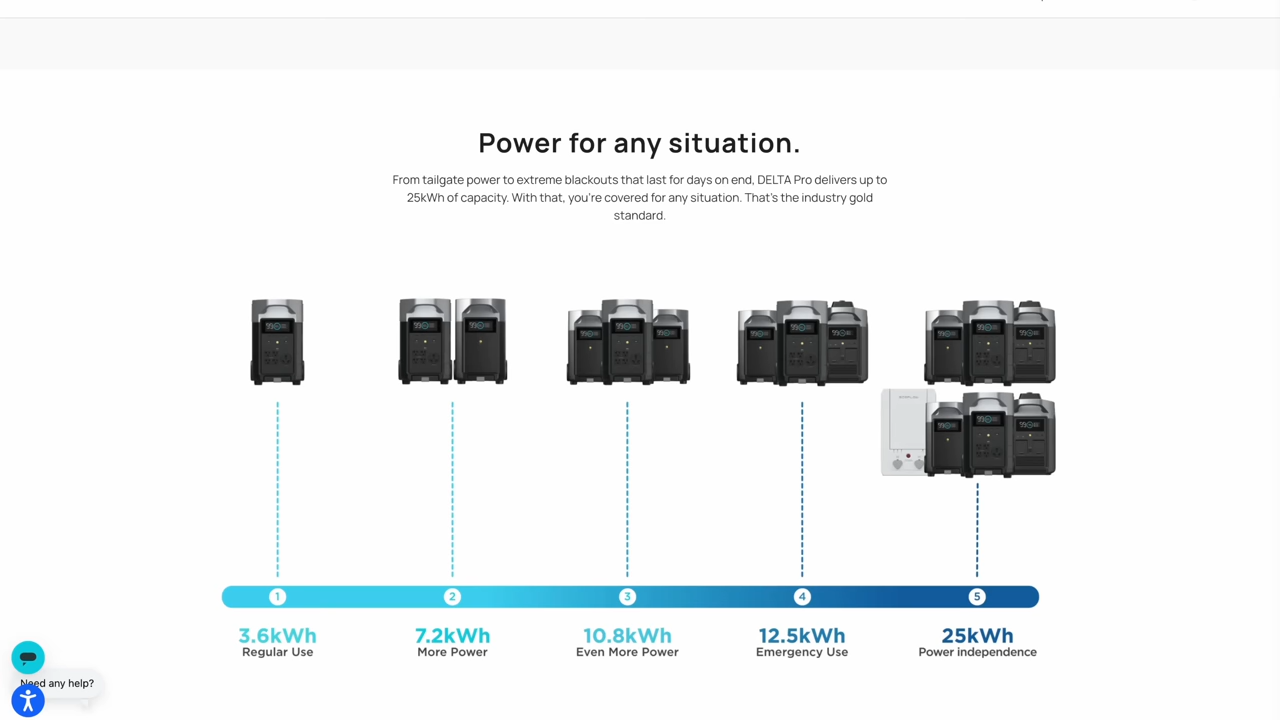 Power for any situation.
From tailgate power to extreme blackouts that last for days on end, DELTA Pro delivers up to
25kWh of capacity. With that, you're covered for any situation. That's the industry gold
standard.
1
2
3
4
5
3.6kWh
Regular Use
7.2kWh
More Power
10.8kWh
Even More Power
12.5kWh
Emergency Use
25kWh
Power independence
Need any help?